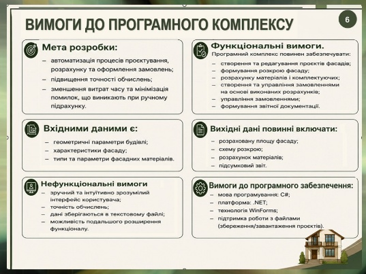 ВИМОГИ ДО ПРОГРАМНОГО КОМПЛЕКСУ
6
Мета розробки:
– автоматизація процесів проєктування,
розрахунку та оформлення замовлень;
– підвищення точності обчислень;
– зменшення витрат часу та мінімізація
помилок, що виникають при ручному
підрахунку.
Функціональні вимоги.
Програмний комплекс повинен забезпечувати:
– створення та редагування проєктів фасадів;
– формування розкрою фасаду;
– розрахунку матеріалів і комплектуючих;
– створення та управління замовленнями
на основі виконаних розрахунків;
– управління замовленнями;
– формування звітної документації.
Вхідними даними є:
– геометричні параметри будівлі;
– характеристики фасаду;
– типи та параметри фасадних матеріалів.
Вихідні дані повинні включати:
– розраховану площу фасаду;
– схему розкрою;
– розрахунок матеріалів;
– підсумковий звіт.
Нефункціональні вимоги
– зручний та інтуїтивно зрозумілий
інтерфейс користувача;
– точність обчислень;
– дані зберігаються в текстовому файлі;
– можливість подальшого розширення
функціоналу.
Вимоги до програмного забезпечення:
– мова програмування: C#;
– платформа: .NET;
– технологія WinForms;
– підтримка роботи з файлами
(збереження/завантаження проєктів).